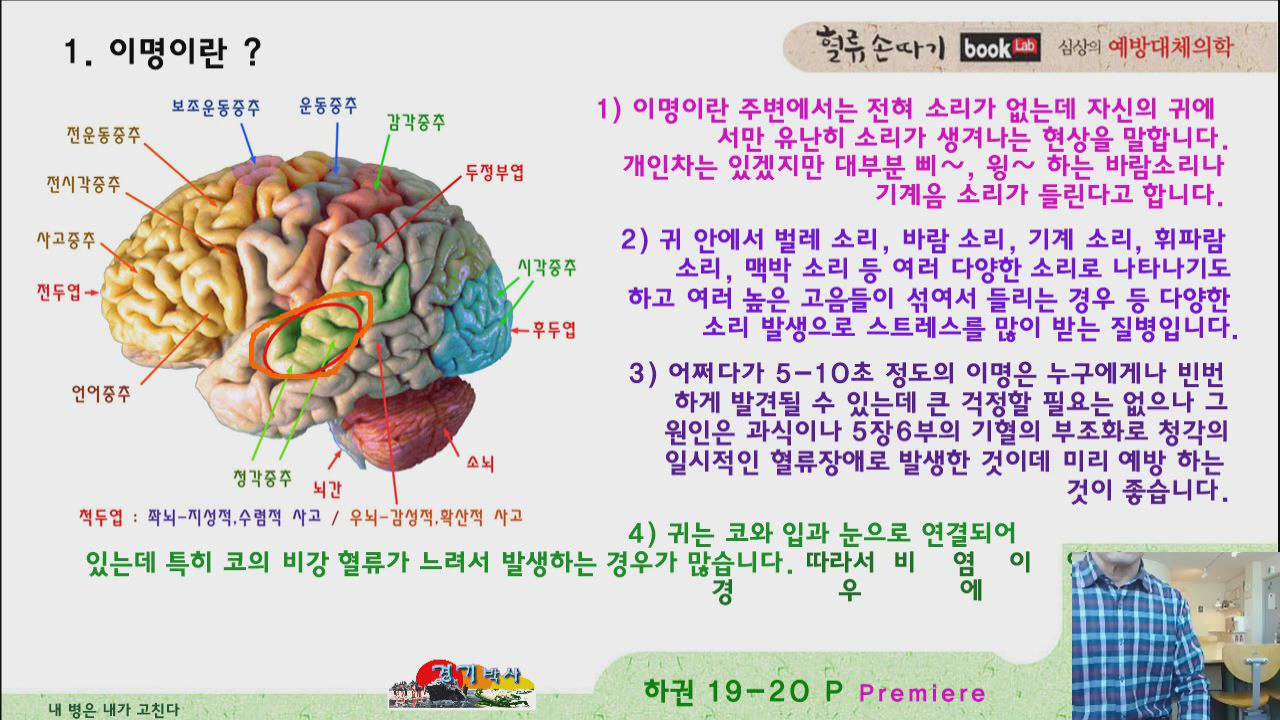 1. 이명이란 ?
혈류 손따기 book Lab 심상의 예방대체의학
보조운동중추
운동중추
감각중추
전운동중추
두정부엽
전시각중추
사고중추
시각중추
전두엽
후두엽
언어중추
청각중추
뇌간
소뇌
척두엽 : 좌뇌-지성적,수렴적 사고 / 우뇌-감성적,확산적 사고
1) 이명이란 주변에서는 전혀 소리가 없는데 자신의 귀에
서만 유난히 소리가 생겨나는 현상을 말합니다.
개인차는 있겠지만 대부분 삐~, 윙~ 하는 바람소리나
기계음 소리가 들린다고 합니다.
2) 귀 안에서 벌레 소리, 바람 소리, 기계 소리, 휘파람
소리, 맥박 소리 등 여러 다양한 소리로 나타나기도
하고 여러 높은 고음들이 섞여서 들리는 경우 등 다양한
소리 발생으로 스트레스를 많이 받는 질병입니다.
3) 어쩌다가 5-10초 정도의 이명은 누구에게나 빈번
하게 발견될 수 있는데 큰 걱정할 필요는 없으나 그
원인은 과식이나 5장6부의 기혈의 부조화로 청각의
일시적인 혈류장애로 발생한 것이데 미리 예방 하는
것이 좋습니다.
4) 귀는 코와 입과 눈으로 연결되어
있는데 특히 코의 비강 혈류가 느려서 발생하는 경우가 많습니다. 따라서 비 염 이
경 우 에
경기박사
하권 19-20 P Premiere
내 병은 내가 고친다